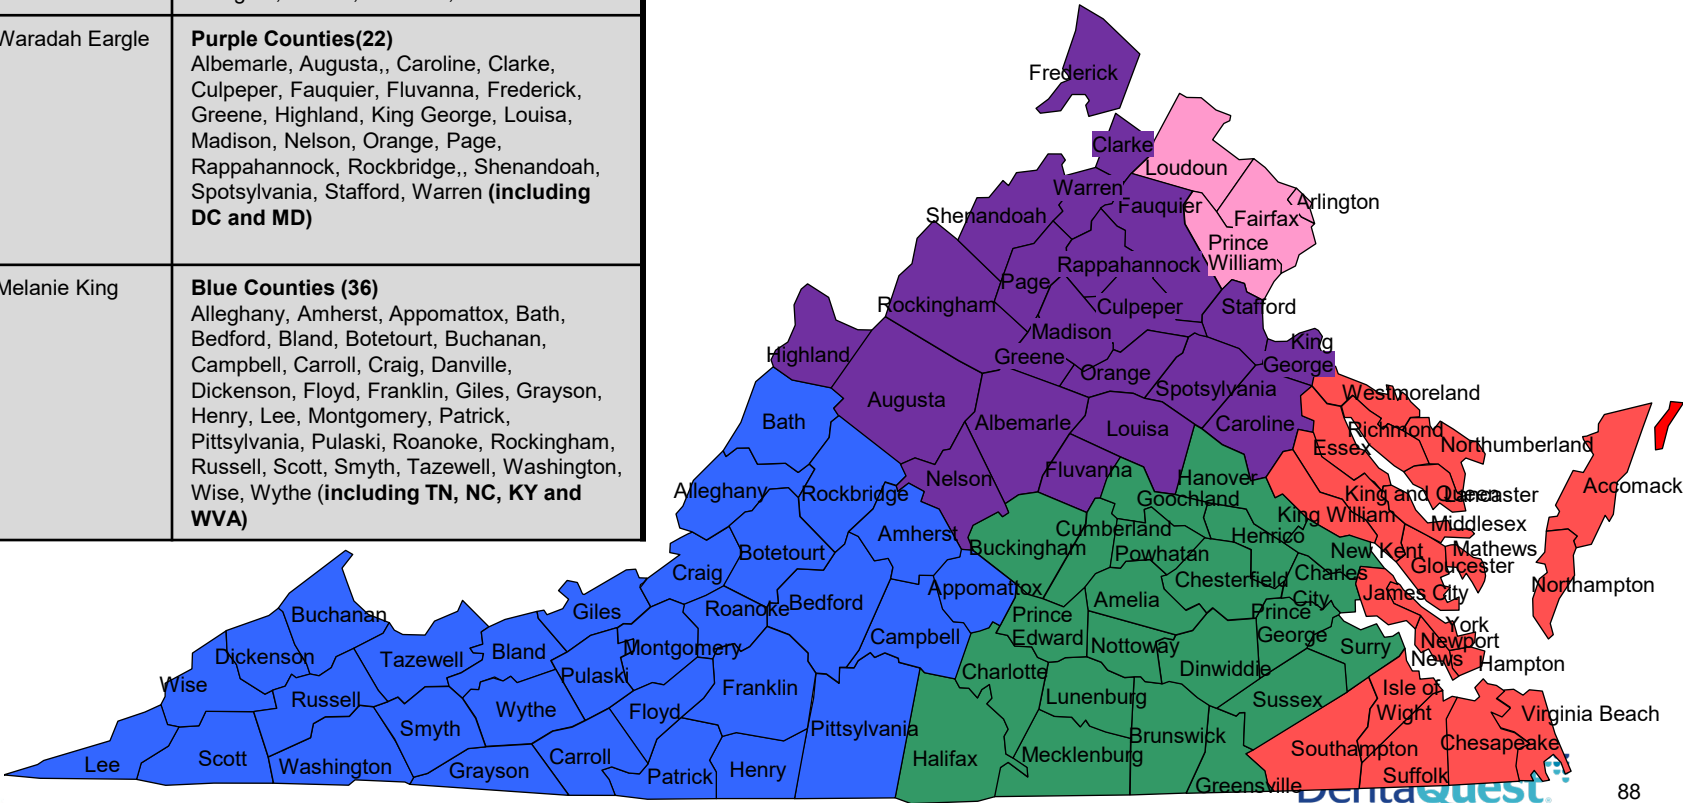 Waradah Eargle
Purple Counties(22)
Albemarle, Augusta,, Caroline, Clarke,
Culpeper, Fauquier, Fluvanna, Frederick,
Greene, Highland, King George, Louisa,
Madison, Nelson, Orange, Page,
Rappahannock, Rockbridge,, Shenandoah,
Spotsylvania, Stafford, Warren (including
DC and MD)
Melanie King
Blue Counties (36)
Alleghany, Amherst, Appomattox, Bath,
Bedford, Bland, Botetourt, Buchanan,
Campbell, Carroll, Craig, Danville,
Dickenson, Floyd, Franklin, Giles, Grayson,
Henry, Lee, Montgomery, Patrick,
Pittsylvania, Pulaski, Roanoke, Rockingham,
Russell, Scott, Smyth, Tazewell, Washington,
Wise, Wythe (including TN, NC, KY and
WVA)
Frederick
Clarke
Loudoun
Warren
Fauquier
Arlington
Shenandoah
Fairfax
Prince
William
Rappahannock
Page
Rockingham
Culpeper
Stafford
Madison
King
George
Highland
Greene
Orange
Spotsylvania
Westmoreland
Augusta
Albemarle
Louisa
Caroline
Bath
Richmond
Essex
Northumberland
Nelson
Fluvanna
Hanover
Goochland
Accomack
Alleghany
Rockbridge
King and Queen
Lancaster
King William
Middlesex
Amherst
Cumberland
Henrico
Buckingham
Powhatan
New Kent
Mathews
Gloucester
Botetourt
Craig
Chesterfield
Charles
City
Northampton
Appomattox
James City
Giles
Roanoke
Bedford
Amelia
Prince
Edward
Prince
George
Buchanan
York
Newport
News
Campbell
Nottoway
Surry
Hampton
Dickenson
Tazewell
Bland
Montgomery
Pulaski
Charlotte
Dinwiddie
Wise
Russell
Franklin
Lunenburg
Sussex
Isle of
Wight
Wythe
Floyd
Virginia Beach
Smyth
Pittsylvania
Brunswick
Southampton
Chesapeake
Lee
Scott
Washington
Grayson
Carroll
Patrick
Henry
Halifax
Mecklenburg
Greensville
Suffolk
DentaQuest
88